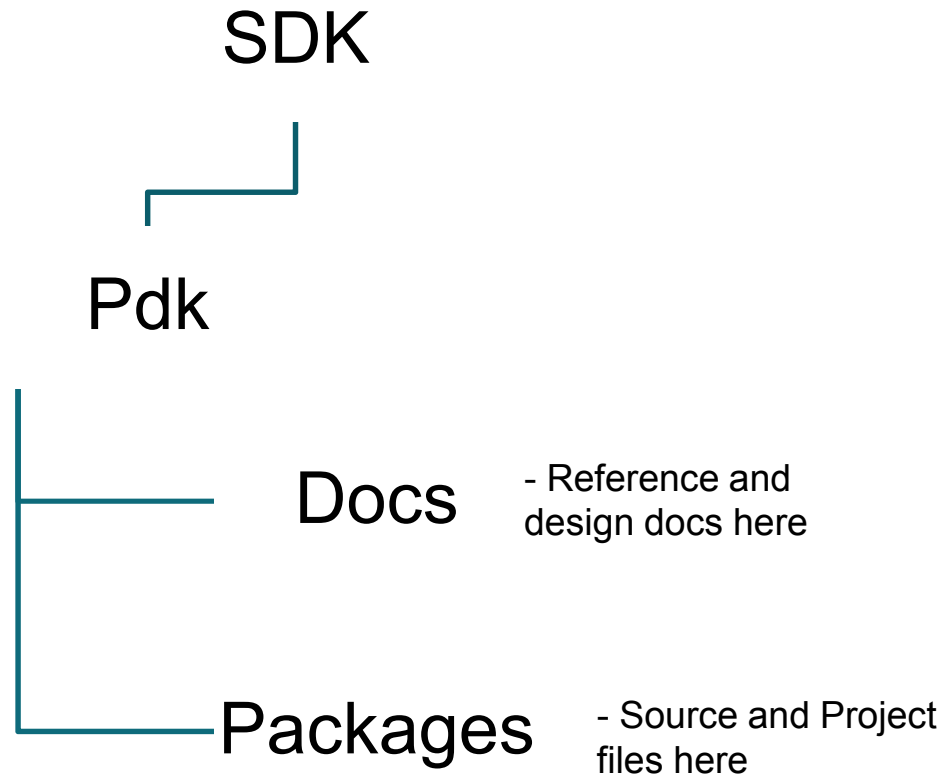 SDK
Pdk
Docs
- Reference and
design docs here
Packages
- Source and Project
files here